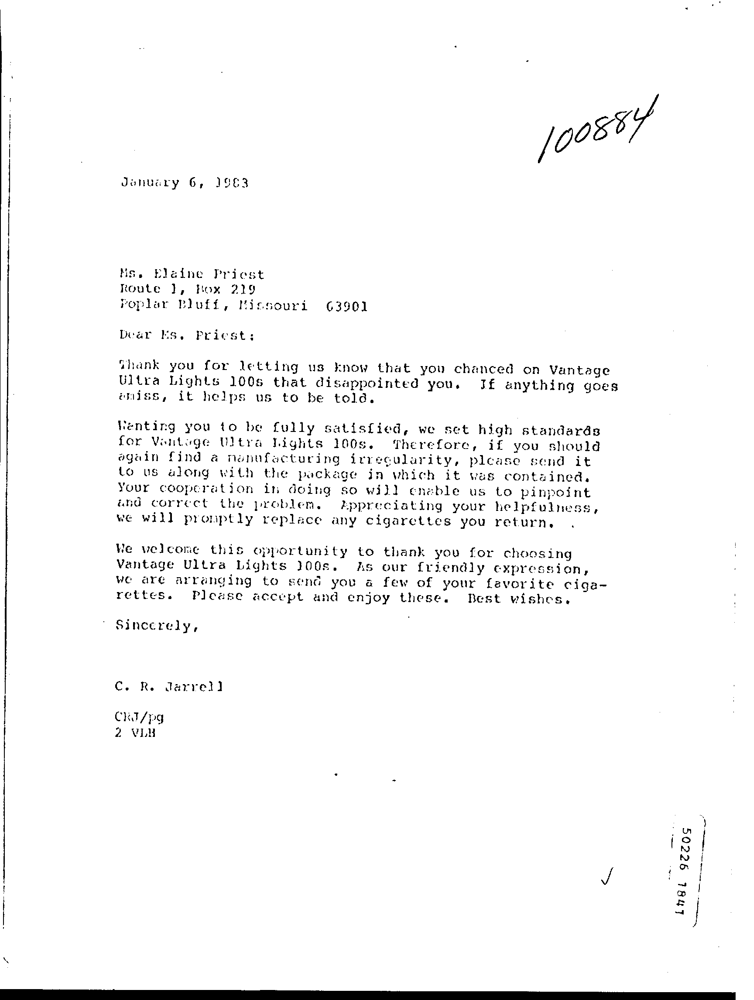 100884
January 6, 1983
Ms. Elaine Priest
Route 1, Box 219
Poplar Bluff, Missouri 63901
Dear Ms. Priest:
Thank you for letting us know that you chanced on Vantage
Ultra Lights 100s that disappointed you. If anything goes
amiss, it helps us to be told.
Wanting you to be fully satisfied, we set high standards
for Vantage Ultra Lights 100s. Therefore, if you should
again find a manufacturing irregularity, please send it
to us along with the package in which it was contained.
Your cooperation in doing so will enable us to pinpoint
and correct the problem. Appreciating your helpfulness,
we will promptly replace any cigarettes you return.
We welcome this opportunity to thank you for choosing
Vantage Ultra Lights 100s. As our friendly expression,
we are arranging to send you a few of your favorite ciga-
rettes. Please accept and enjoy these. Best wishes.
Sincerely,
C. R. Jarrell
CRJ/pg
2 VLH
50226 1847